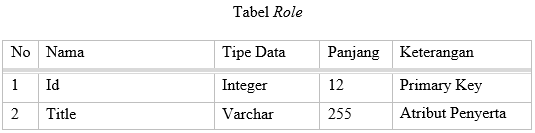 Tabel Role
No Nama Tipe Data Panjang Keterangan
1 Id Integer 12 Primary Key
2 Title Varchar 255 Atribut Penyerta